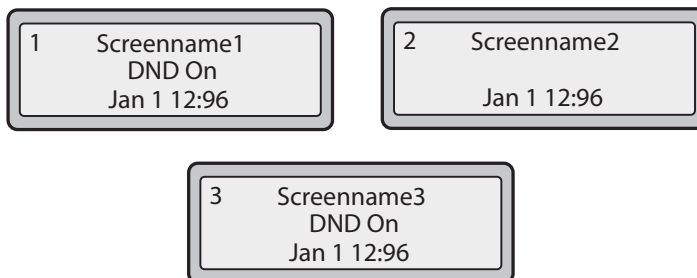 1 Screenname1
DND On
Jan 1 12:96
2 Screenname2
Jan 1 12:96
3 Screenname3
DND On
Jan 1 12:96